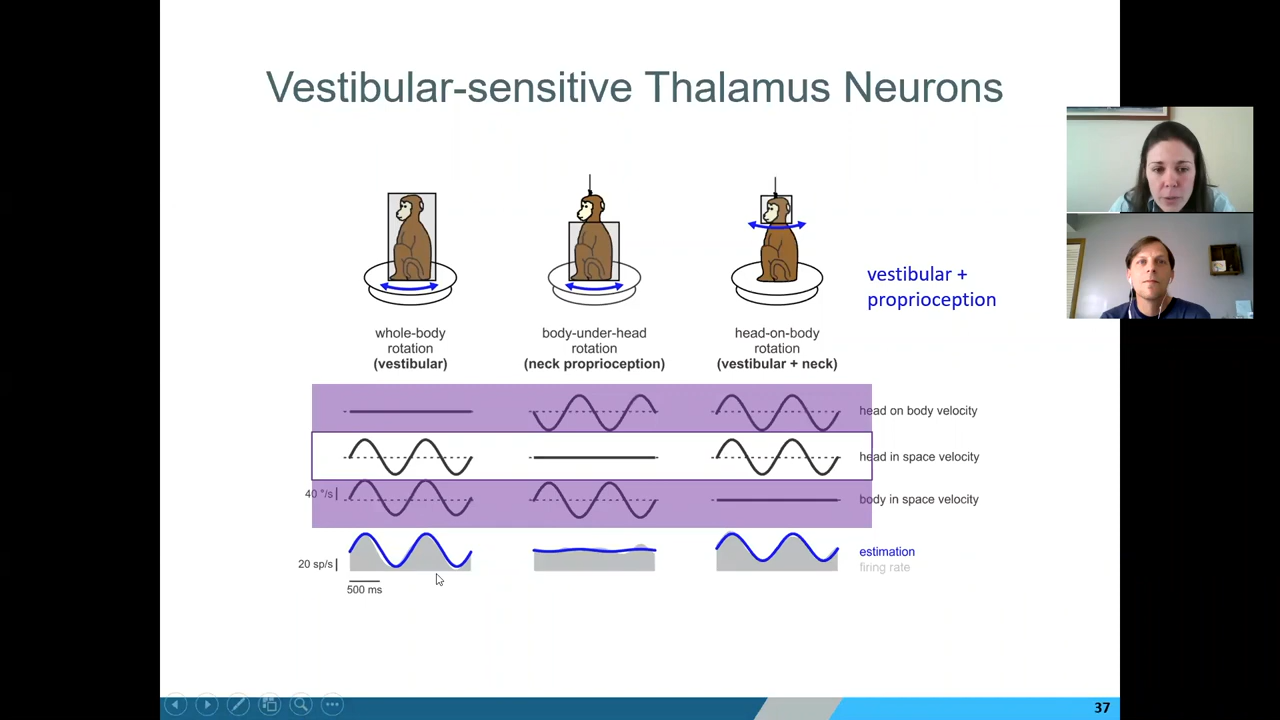 Vestibular-sensitive Thalamus Neurons
vestibular +
proprioception
whole-body
rotation
(vestibular)
body-under-head
rotation
(neck proprioception)
head-on-body
rotation
(vestibular + neck)
head on body velocity
head in space velocity
40 °/s
body in space velocity
estimation
20 sp/s
firing rate
500 ms
37